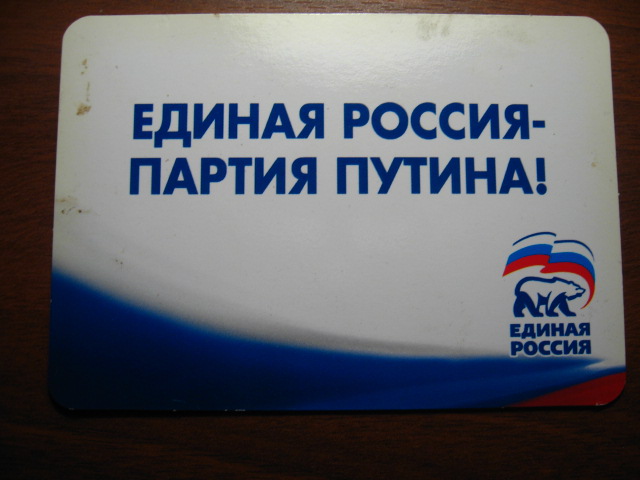 ЕДИНАЯ РОССИЯ-
ПАРТИЯ ПУТИНА!
ЕДИНАЯ
РОССИЯ